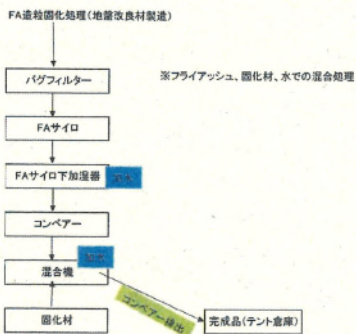 FA造粒固化処理(地盤改良材製造)
バグフィルター
※フライアッシュ、固化材、水での混合処理
FAサイロ
FAサイロ下加湿器
加水
コンベアー
加水
混合機
コンベアー排出
固化材
完成品(テント倉庫)